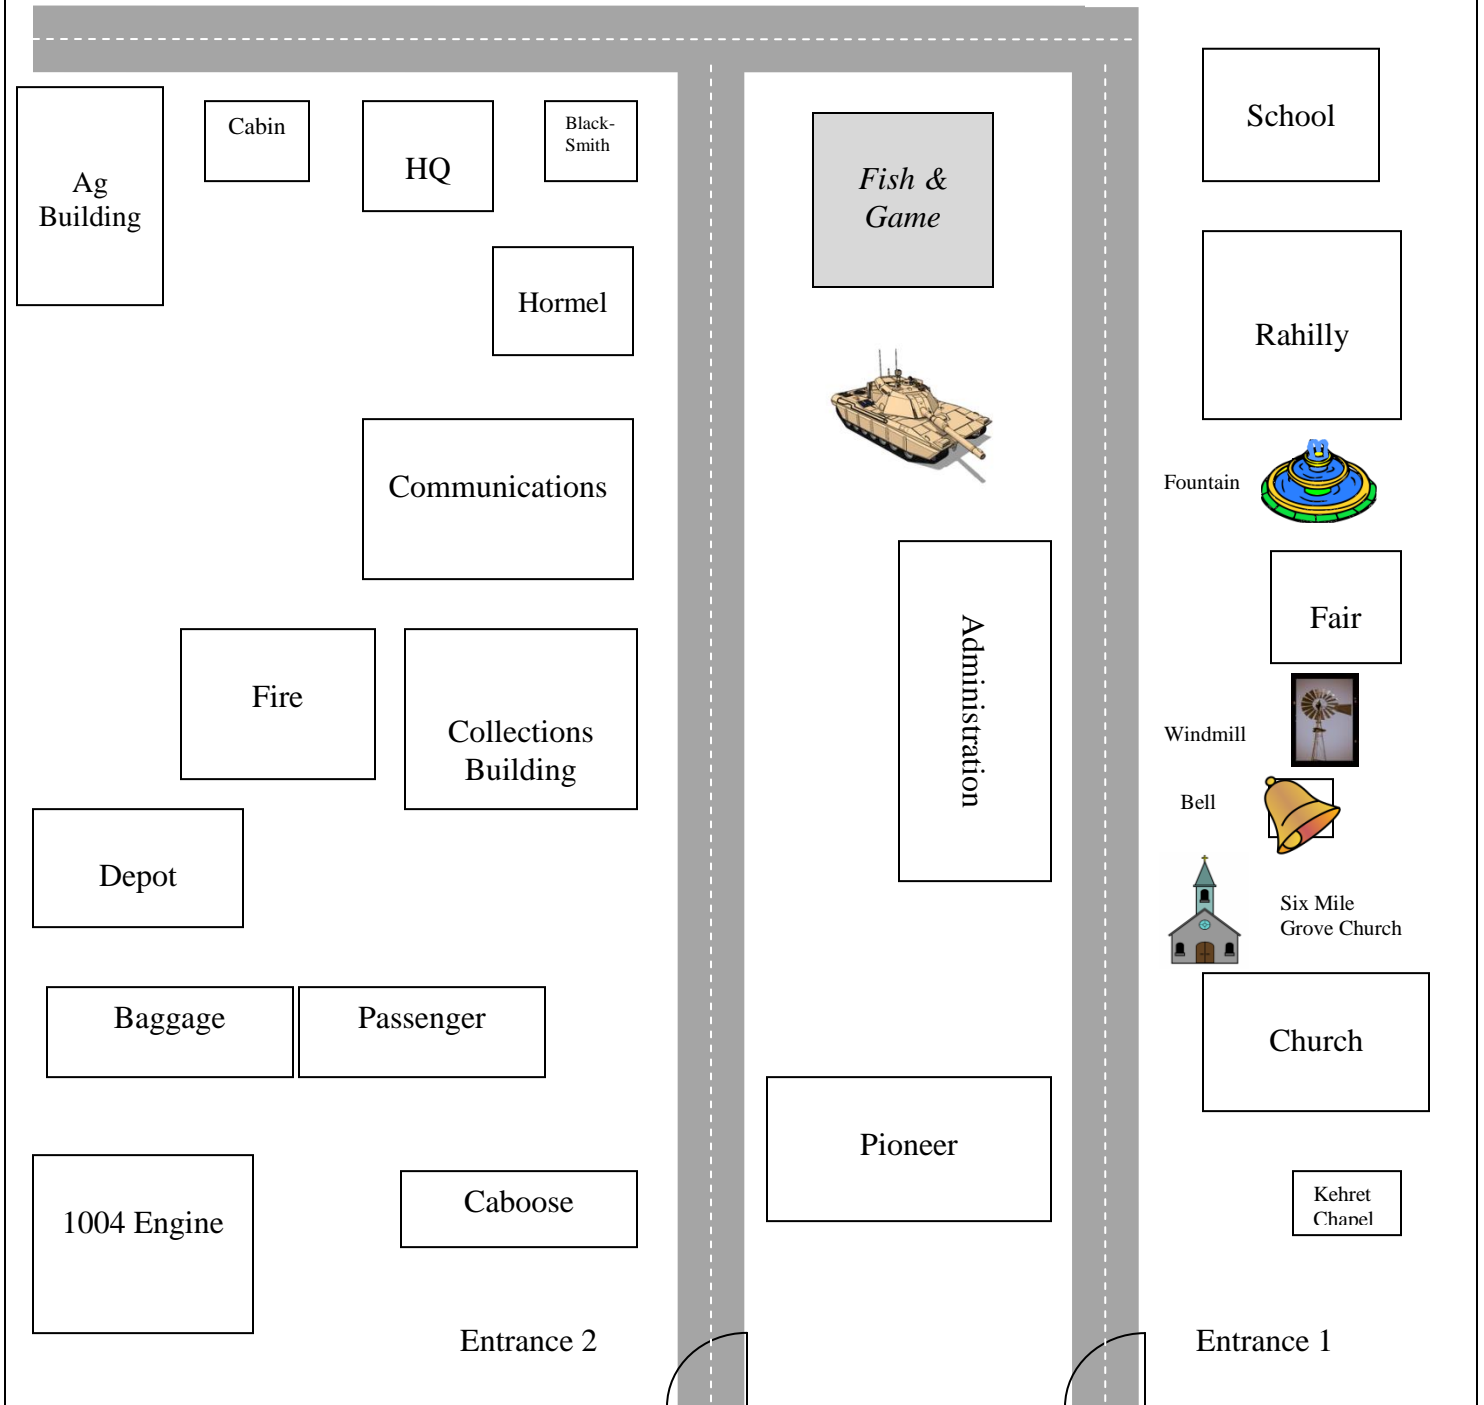 School
Cabin
Black-
Smith
HQ
Ag
Building
Fish &
Game
Hormel
Rahilly
Communications
Fountain
Fair
Administration
Fire
Collections
Building
Windmill
Bell
Depot
Six Mile
Grove Church
Baggage
Passenger
Church
Pioneer
Kehret
Chapel
Caboose
1004 Engine
Entrance 2
Entrance 1